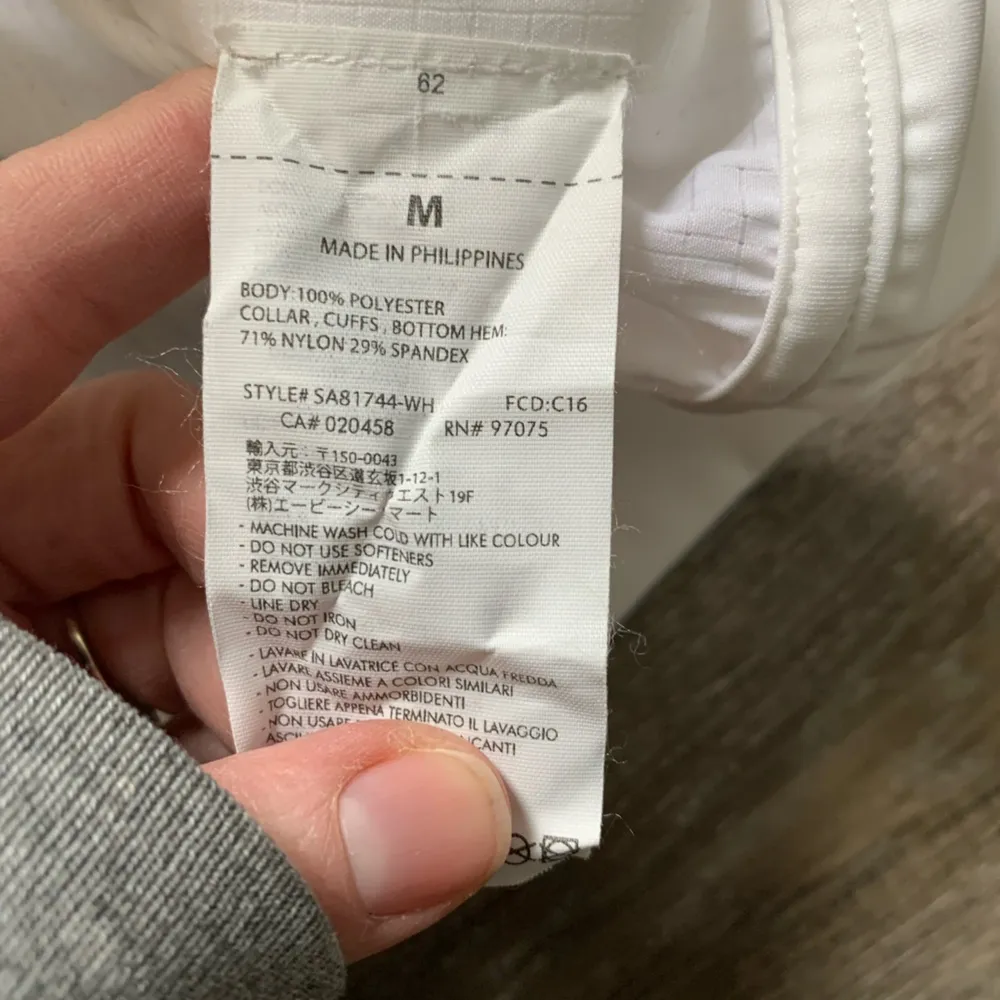 62
M
MADE IN PHILIPPINES
BODY:100% POLYESTER
COLLAR, CUFFS, BOTTOM HEM:
71% NYLON 29% SPANDEX
STYLE# SA81744-WH FCD:C16
CA# 020458 RN# 97075
輸入元:〒150-0043
東京都渋谷区道玄坂1-12-1
渋谷マークシティ エスト19F
(株)エービーシー・マート
- MACHINE WASH COLD WITH LIKE COLOUR
- DO NOT USE SOFTENERS
- REMOVE IMMEDIATELY
- DO NOT BLEACH
- LINE DRY
- DO NOT IRON
- DO NOT DRY CLEAN
- LAVARE IN LAVATRICE CON ACQUA FREDDA
- LAVARE ASSIEME A COLORI SIMILARI
- NON USARE AMMORBIDENTI
- TOGLIERE APPENA TERMINATO IL LAVAGGIO
- NON USARE